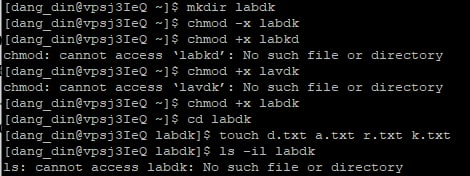 [dang_din@vpsj3IeQ ~]$ mkdir labdk
[dang_din@vpsj3IeQ ~]$ chmod -x labdk
[dang_din@vpsj3IeQ ~]$ chmod +x labkd
chmod: cannot access ‘labkd’: No such file or directory
[dang_din@vpsj3IeQ ~]$ chmod +x lavdk
chmod: cannot access ‘lavdk’: No such file or directory
[dang_din@vpsj3IeQ ~]$ chmod +x labdk
[dang_din@vpsj3IeQ ~]$ cd labdk
[dang_din@vpsj3IeQ labdk]$ touch d.txt a.txt r.txt k.txt
[dang_din@vpsj3IeQ labdk]$ ls -il labdk
ls: cannot access labdk: No such file or directory